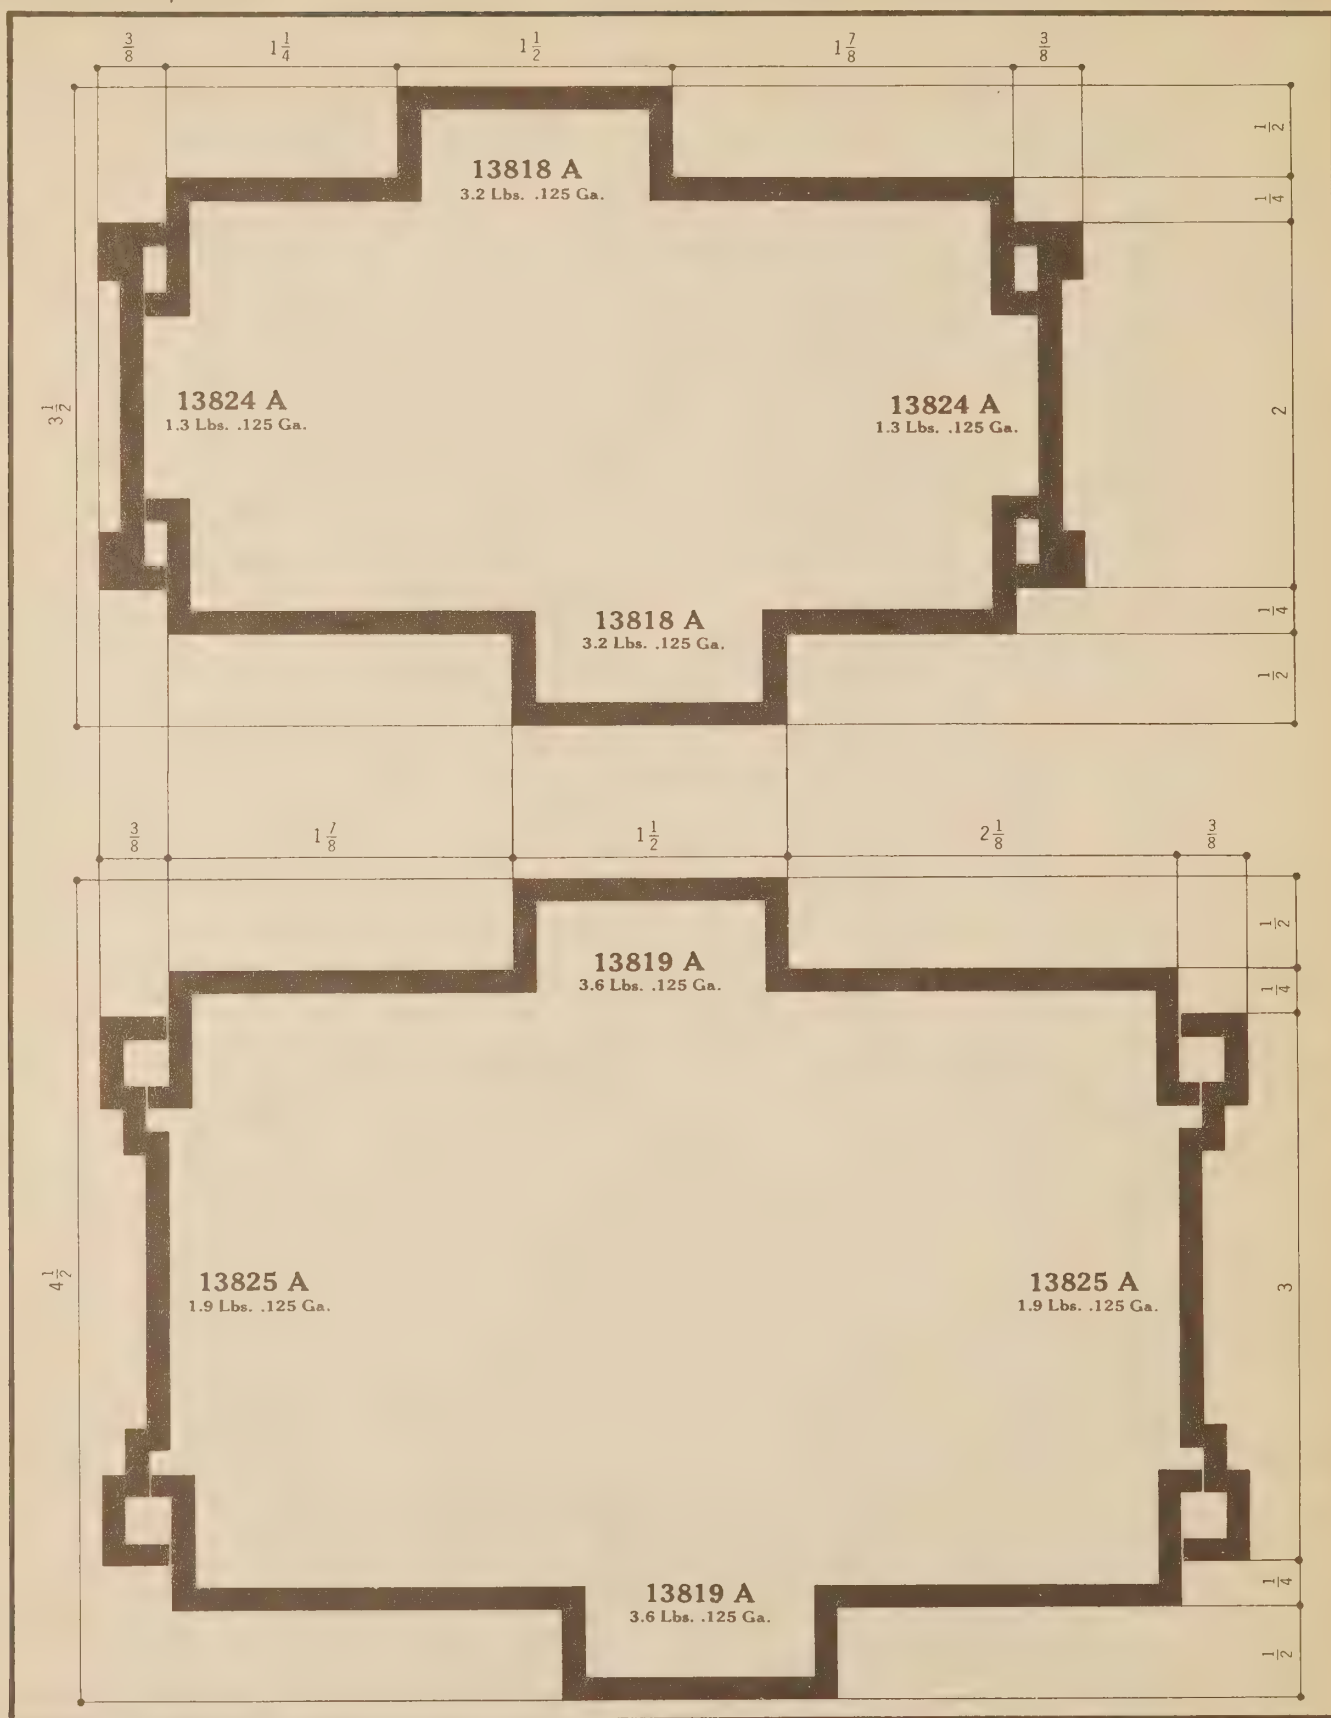 3/8 1 1/4 1 1/2 1 7/8 3/8
1/2
13818 A
3.2 Lbs. .125 Ga.
1/4
3 1/2
13824 A
1.3 Lbs. .125 Ga.
13824 A
1.3 Lbs. .125 Ga.
2
13818 A
3.2 Lbs. .125 Ga.
1/4
1/2
3/8 1 7/8 1 1/2 2 1/8 3/8
1/2
13819 A
3.6 Lbs. .125 Ga.
1/4
4 1/2
13825 A
1.9 Lbs. .125 Ga.
13825 A
1.9 Lbs. .125 Ga.
3
13819 A
3.6 Lbs. .125 Ga.
1/4
1/2